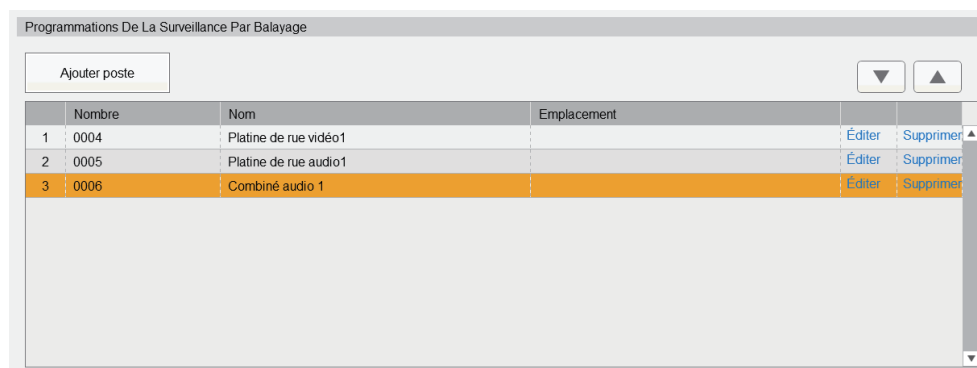 Programmations De La Surveillance Par Balayage
Ajouter poste
Nombre Nom Emplacement
1 0004 Platine de rue vidéo1 Éditer Supprimer
2 0005 Platine de rue audio1 Éditer Supprimer
3 0006 Combiné audio 1 Éditer Supprimer